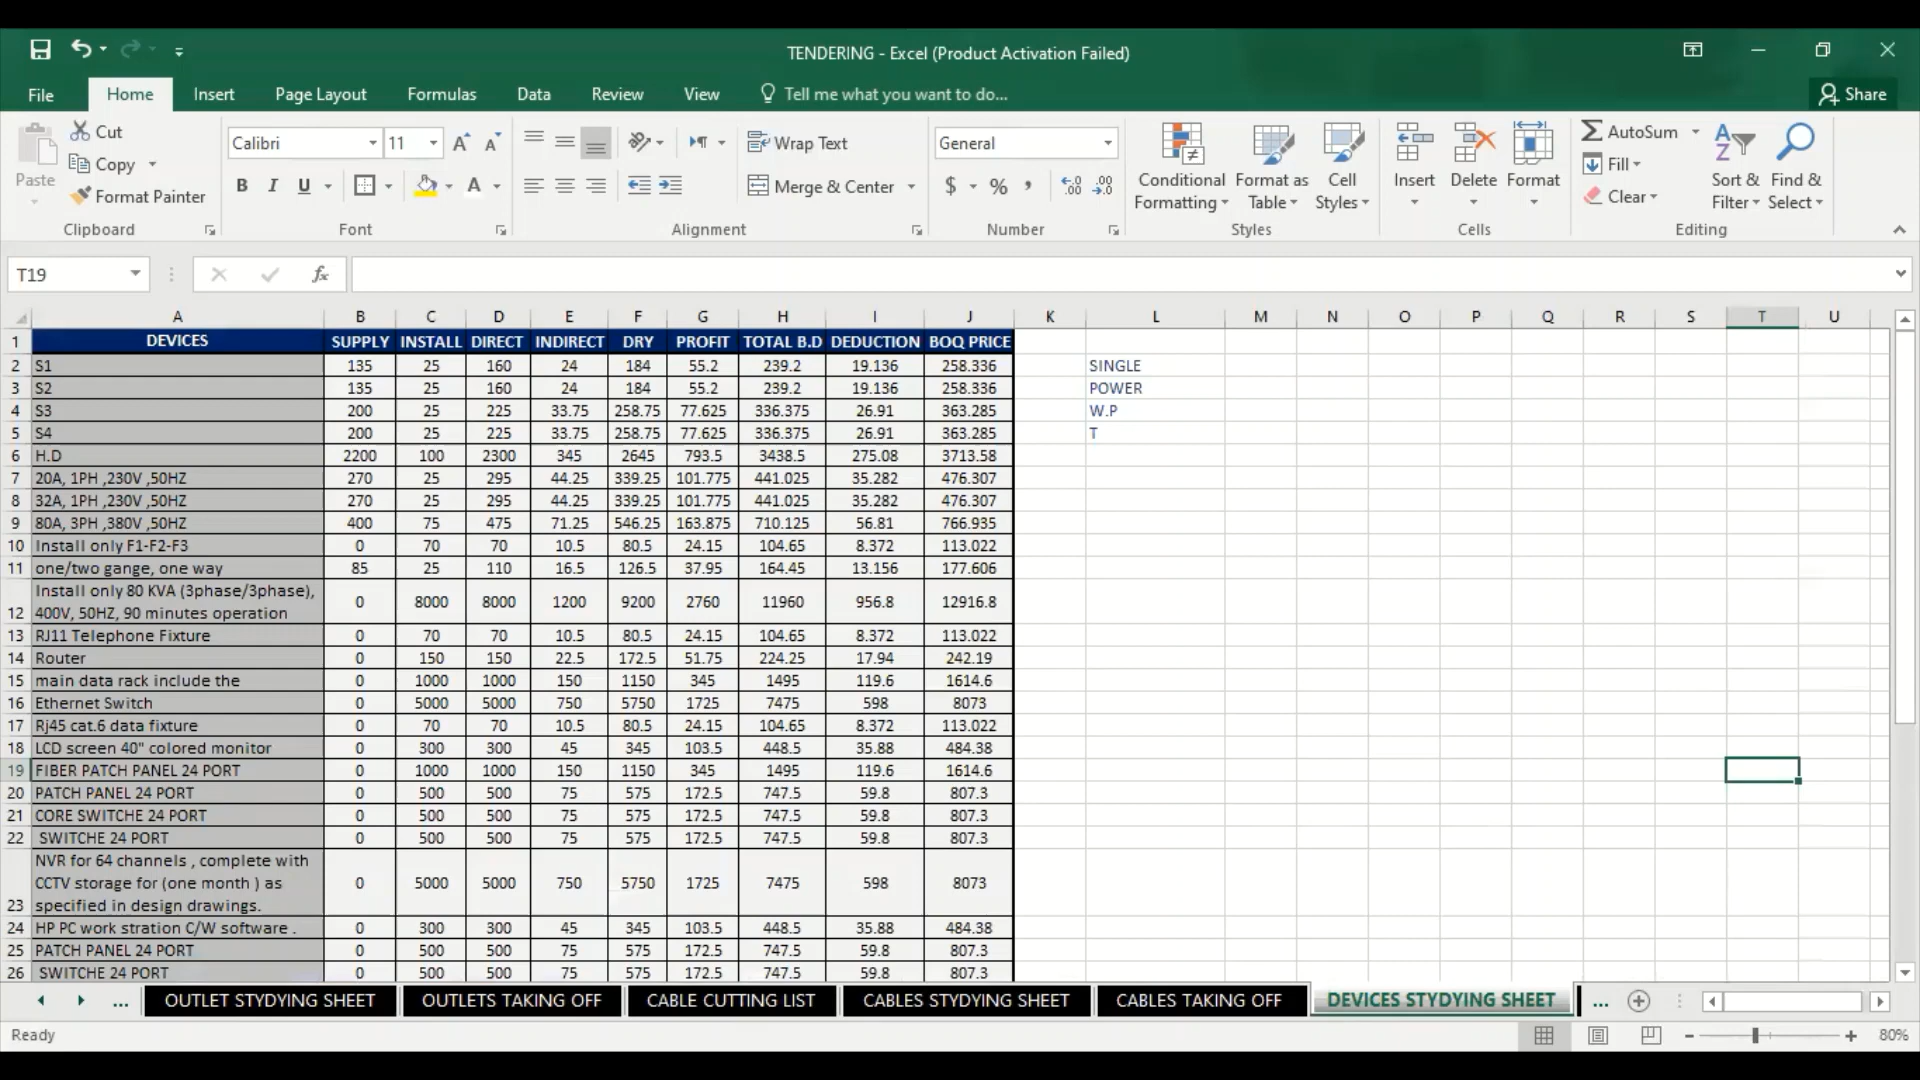 TENDERING - Excel (Product Activation Failed)
File Home Insert Page Layout Formulas Data Review View Tell me what you want to do... Share
Paste
Cut
Copy
Format Painter
Clipboard
Calibri 11
B I U
Font
Wrap Text
Merge & Center
Alignment
General
$ % ,
Number
Conditional Formatting
Format as Table
Cell Styles
Styles
Insert Delete Format
Cells
AutoSum
Fill
Clear
Sort & Filter
Find & Select
Editing
T19 fx
A B C D E F G H I J K L M N O P Q R S T U
1 DEVICES SUPPLY INSTALL DIRECT INDIRECT DRY PROFIT TOTAL B.D DEDUCTION BOQ PRICE
2 S1 135 25 160 24 184 55.2 239.2 19.136 258.336 SINGLE
3 S2 135 25 160 24 184 55.2 239.2 19.136 258.336 POWER
4 S3 200 25 225 33.75 258.75 77.625 336.375 26.91 363.285 W.P
5 S4 200 25 225 33.75 258.75 77.625 336.375 26.91 363.285 T
6 H.D 2200 100 2300 345 2645 793.5 3438.5 275.08 3713.58
7 20A, 1PH ,230V ,50HZ 270 25 295 44.25 339.25 101.775 441.025 35.282 476.307
8 32A, 1PH ,230V ,50HZ 270 25 295 44.25 339.25 101.775 441.025 35.282 476.307
9 80A, 3PH ,380V ,50HZ 400 75 475 71.25 546.25 163.875 710.125 56.81 766.935
10 Install only F1-F2-F3 0 70 70 10.5 80.5 24.15 104.65 8.372 113.022
11 one/two gange, one way 85 25 110 16.5 126.5 37.95 164.45 13.156 177.606
Install only 80 KVA (3phase/3phase),
12 400V, 50HZ, 90 minutes operation 0 8000 8000 1200 9200 2760 11960 956.8 12916.8
13 RJ11 Telephone Fixture 0 70 70 10.5 80.5 24.15 104.65 8.372 113.022
14 Router 0 150 150 22.5 172.5 51.75 224.25 17.94 242.19
15 main data rack include the 0 1000 1000 150 1150 345 1495 119.6 1614.6
16 Ethernet Switch 0 5000 5000 750 5750 1725 7475 598 8073
17 Rj45 cat.6 data fixture 0 70 70 10.5 80.5 24.15 104.65 8.372 113.022
18 LCD screen 40" colored monitor 0 300 300 45 345 103.5 448.5 35.88 484.38
19 FIBER PATCH PANEL 24 PORT 0 1000 1000 150 1150 345 1495 119.6 1614.6
20 PATCH PANEL 24 PORT 0 500 500 75 575 172.5 747.5 59.8 807.3
21 CORE SWITCHE 24 PORT 0 500 500 75 575 172.5 747.5 59.8 807.3
22 SWITCHE 24 PORT 0 500 500 75 575 172.5 747.5 59.8 807.3
NVR for 64 channels , complete with
CCTV storage for (one month ) as 0 5000 5000 750 5750 1725 7475 598 8073
23 specified in design drawings.
24 HP PC work stration C/W software . 0 300 300 45 345 103.5 448.5 35.88 484.38
25 PATCH PANEL 24 PORT 0 500 500 75 575 172.5 747.5 59.8 807.3
26 SWITCHE 24 PORT 0 500 500 75 575 172.5 747.5 59.8 807.3
... OUTLET STYDYING SHEET OUTLETS TAKING OFF CABLE CUTTING LIST CABLES STYDYING SHEET CABLES TAKING OFF DEVICES STYDYING SHEET ...
Ready 80%